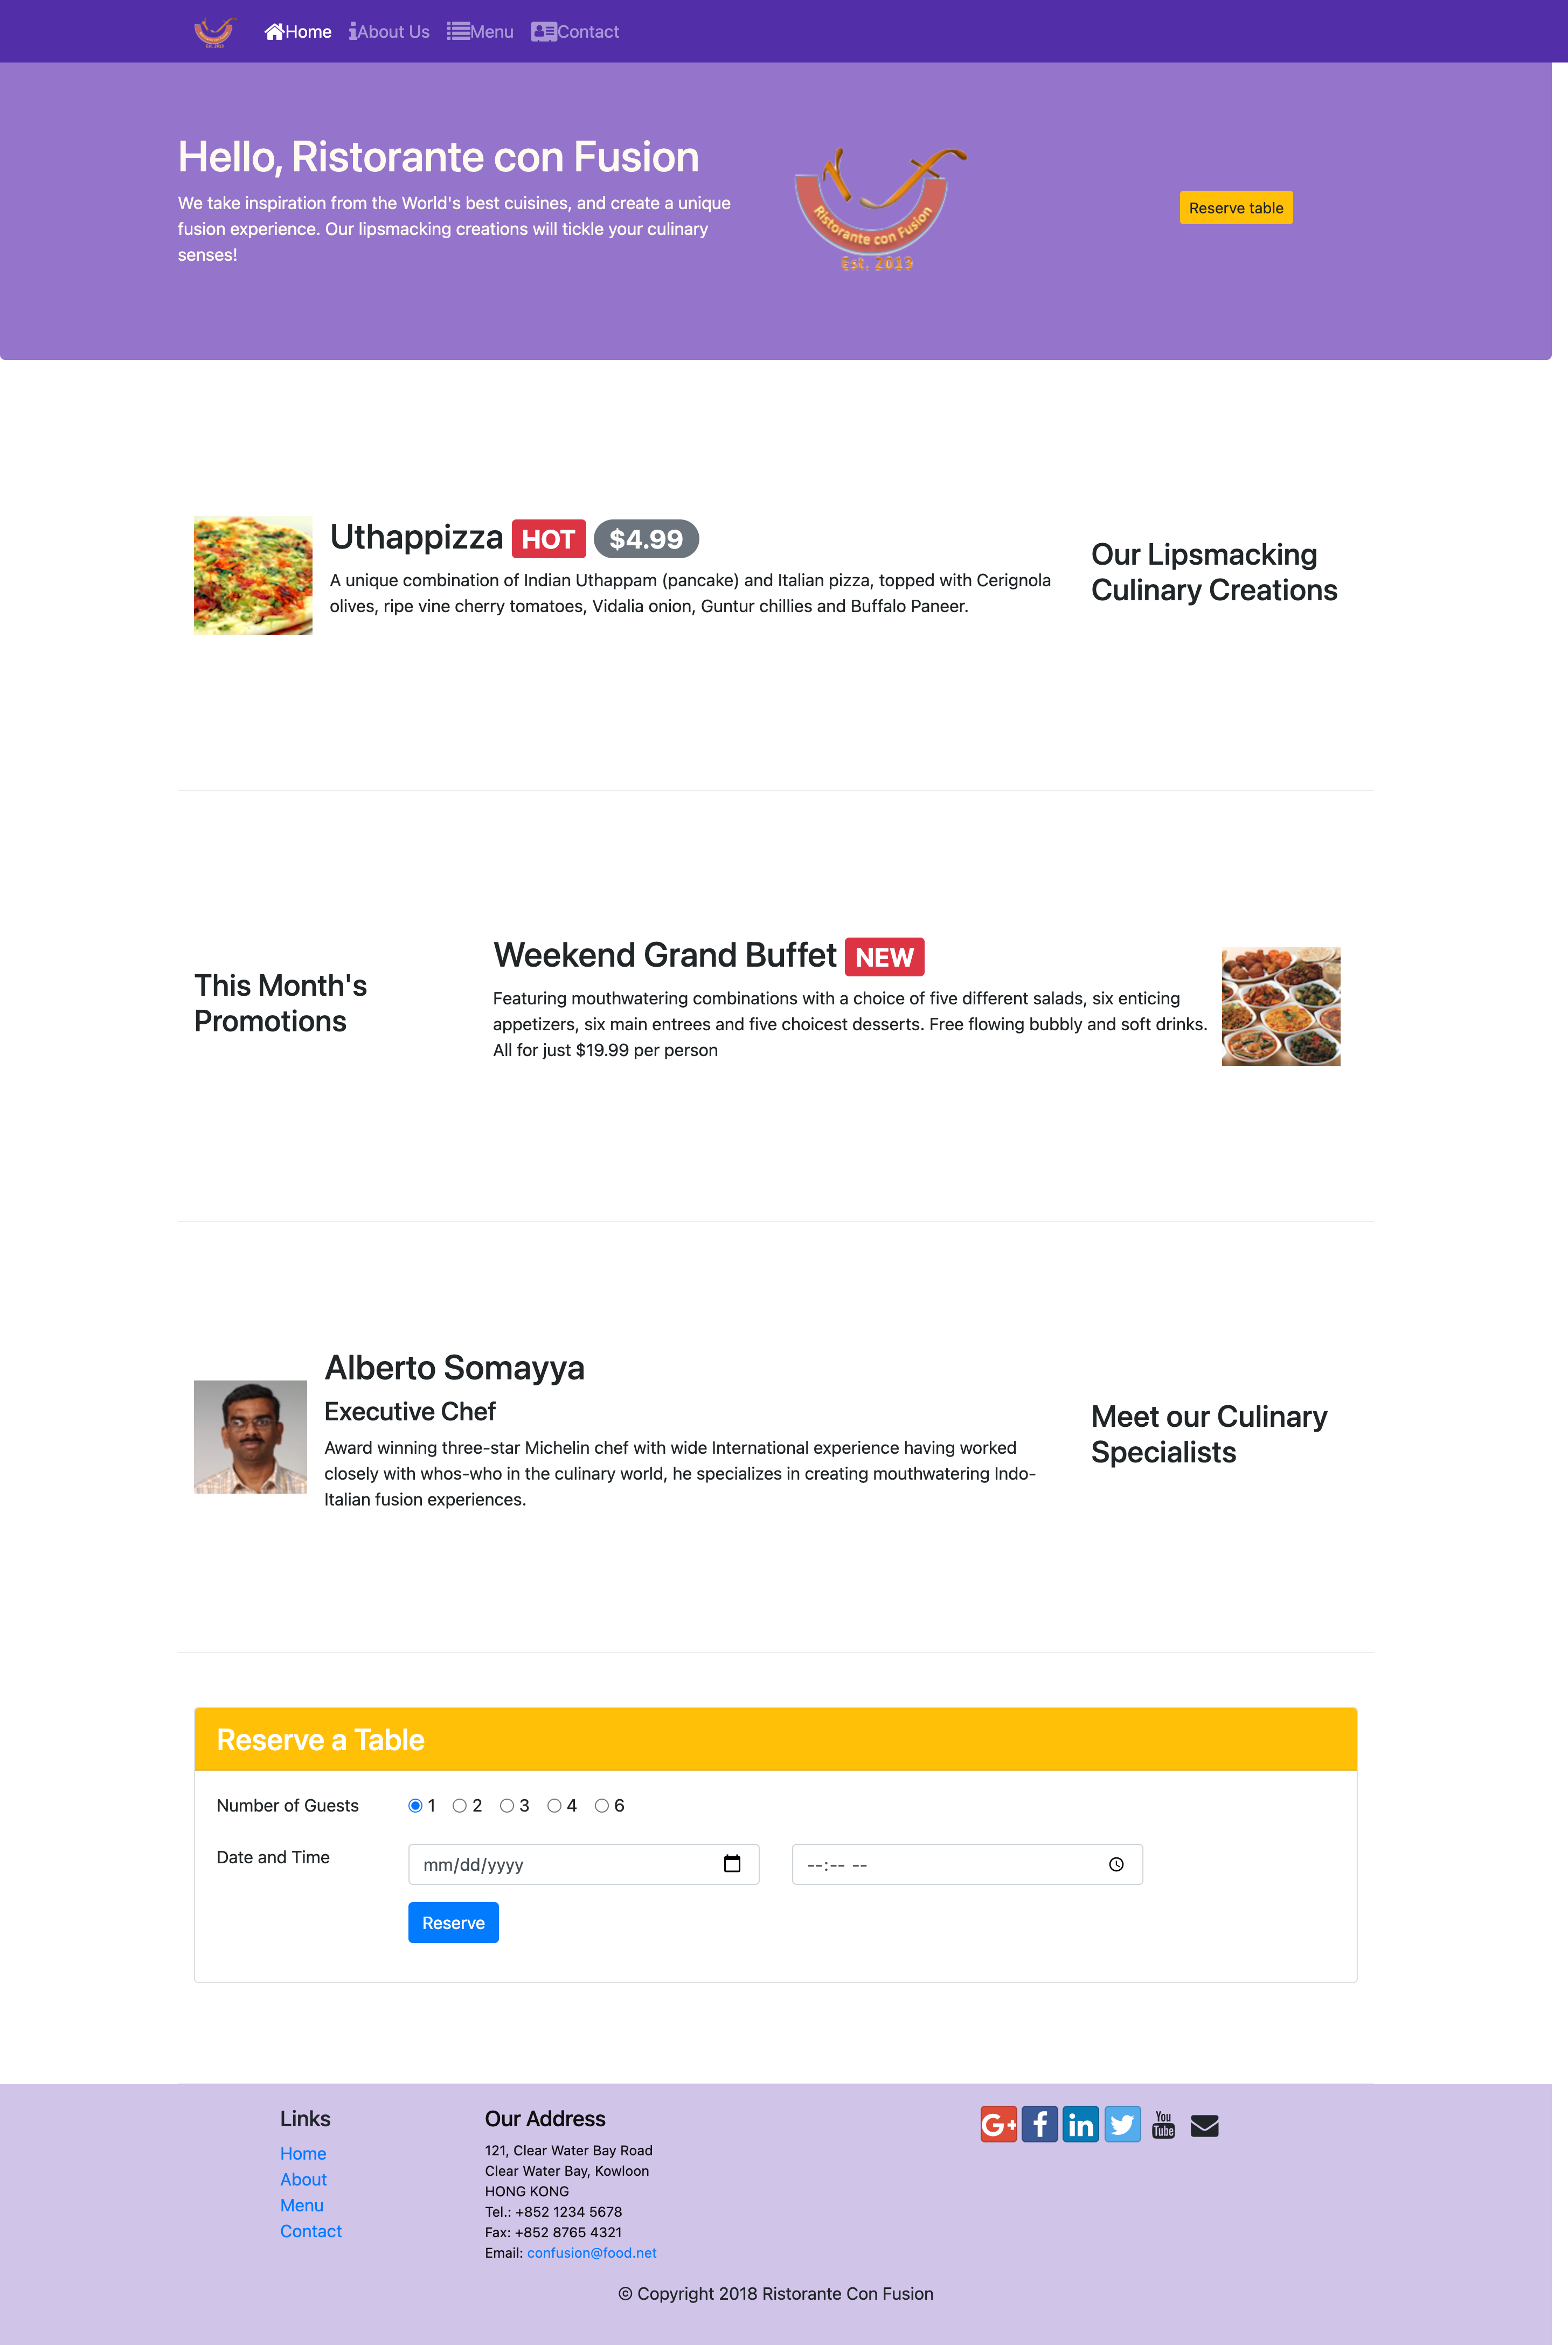 Home About Us Menu Contact
Hello, Ristorante con Fusion
We take inspiration from the World's best cuisines, and create a unique
fusion experience. Our lipsmacking creations will tickle your culinary
senses!
Ristorante con Fusion
Est. 2013
Reserve table
Uthappizza HOT $4.99
A unique combination of Indian Uthappam (pancake) and Italian pizza, topped with Cerignola
olives, ripe vine cherry tomatoes, Vidalia onion, Guntur chillies and Buffalo Paneer.
Our Lipsmacking
Culinary Creations
This Month's
Promotions
Weekend Grand Buffet NEW
Featuring mouthwatering combinations with a choice of five different salads, six enticing
appetizers, six main entrees and five choicest desserts. Free flowing bubbly and soft drinks.
All for just $19.99 per person
Alberto Somayya
Executive Chef
Award winning three-star Michelin chef with wide International experience having worked
closely with whos-who in the culinary world, he specializes in creating mouthwatering Indo-
Italian fusion experiences.
Meet our Culinary
Specialists
Reserve a Table
Number of Guests 1 2 3 4 6
Date and Time mm/dd/yyyy --:-- --
Reserve
Links
Home
About
Menu
Contact
Our Address
121, Clear Water Bay Road
Clear Water Bay, Kowloon
HONG KONG
Tel.: +852 1234 5678
Fax: +852 8765 4321
Email: confusion@food.net
G+ f in You Tube
© Copyright 2018 Ristorante Con Fusion